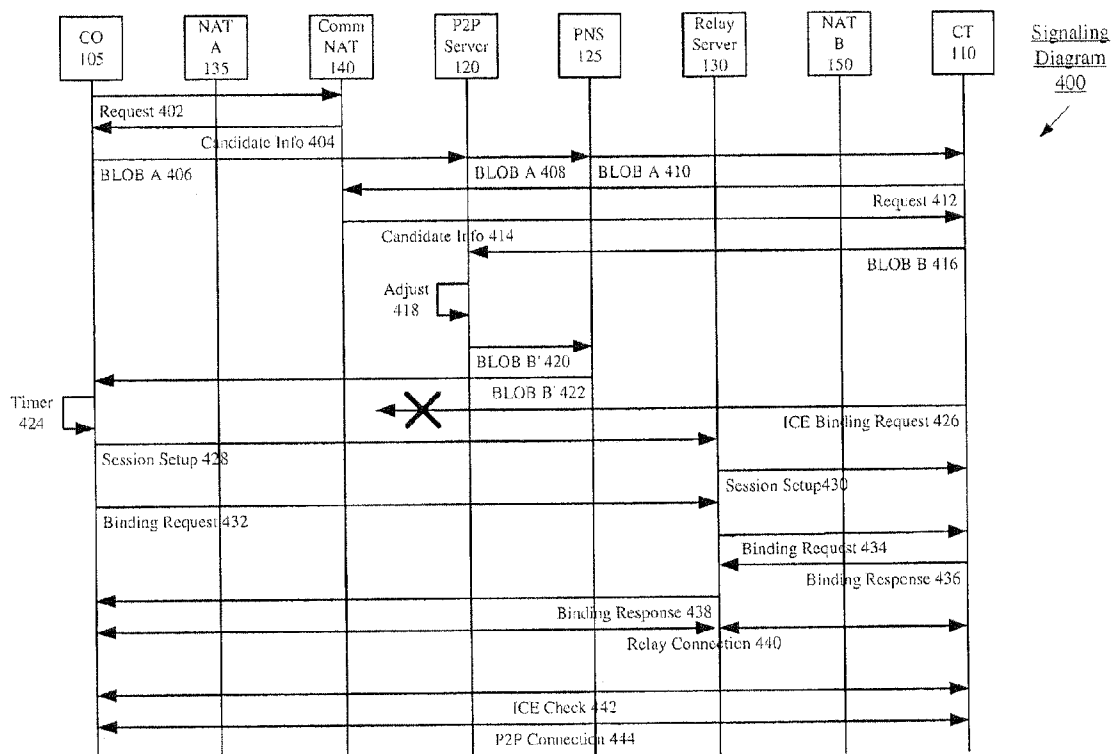 CO
105
NAT
A
135
Comm
NAT
140
P2P
Server
120
PNS
125
Relay
Server
130
NAT
B
150
CT
110
Signaling
Diagram
400
Request 402
Candidate Info 404
BLOB A 406
BLOB A 408
BLOB A 410
Request 412
Candidate Info 414
BLOB B 416
Adjust
418
BLOB B' 420
BLOB B' 422
Timer
424
ICE Binding Request 426
Session Setup 428
Session Setup430
Binding Request 432
Binding Request 434
Binding Response 436
Binding Response 438
Relay Connection 440
ICE Check 442
P2P Connection 444